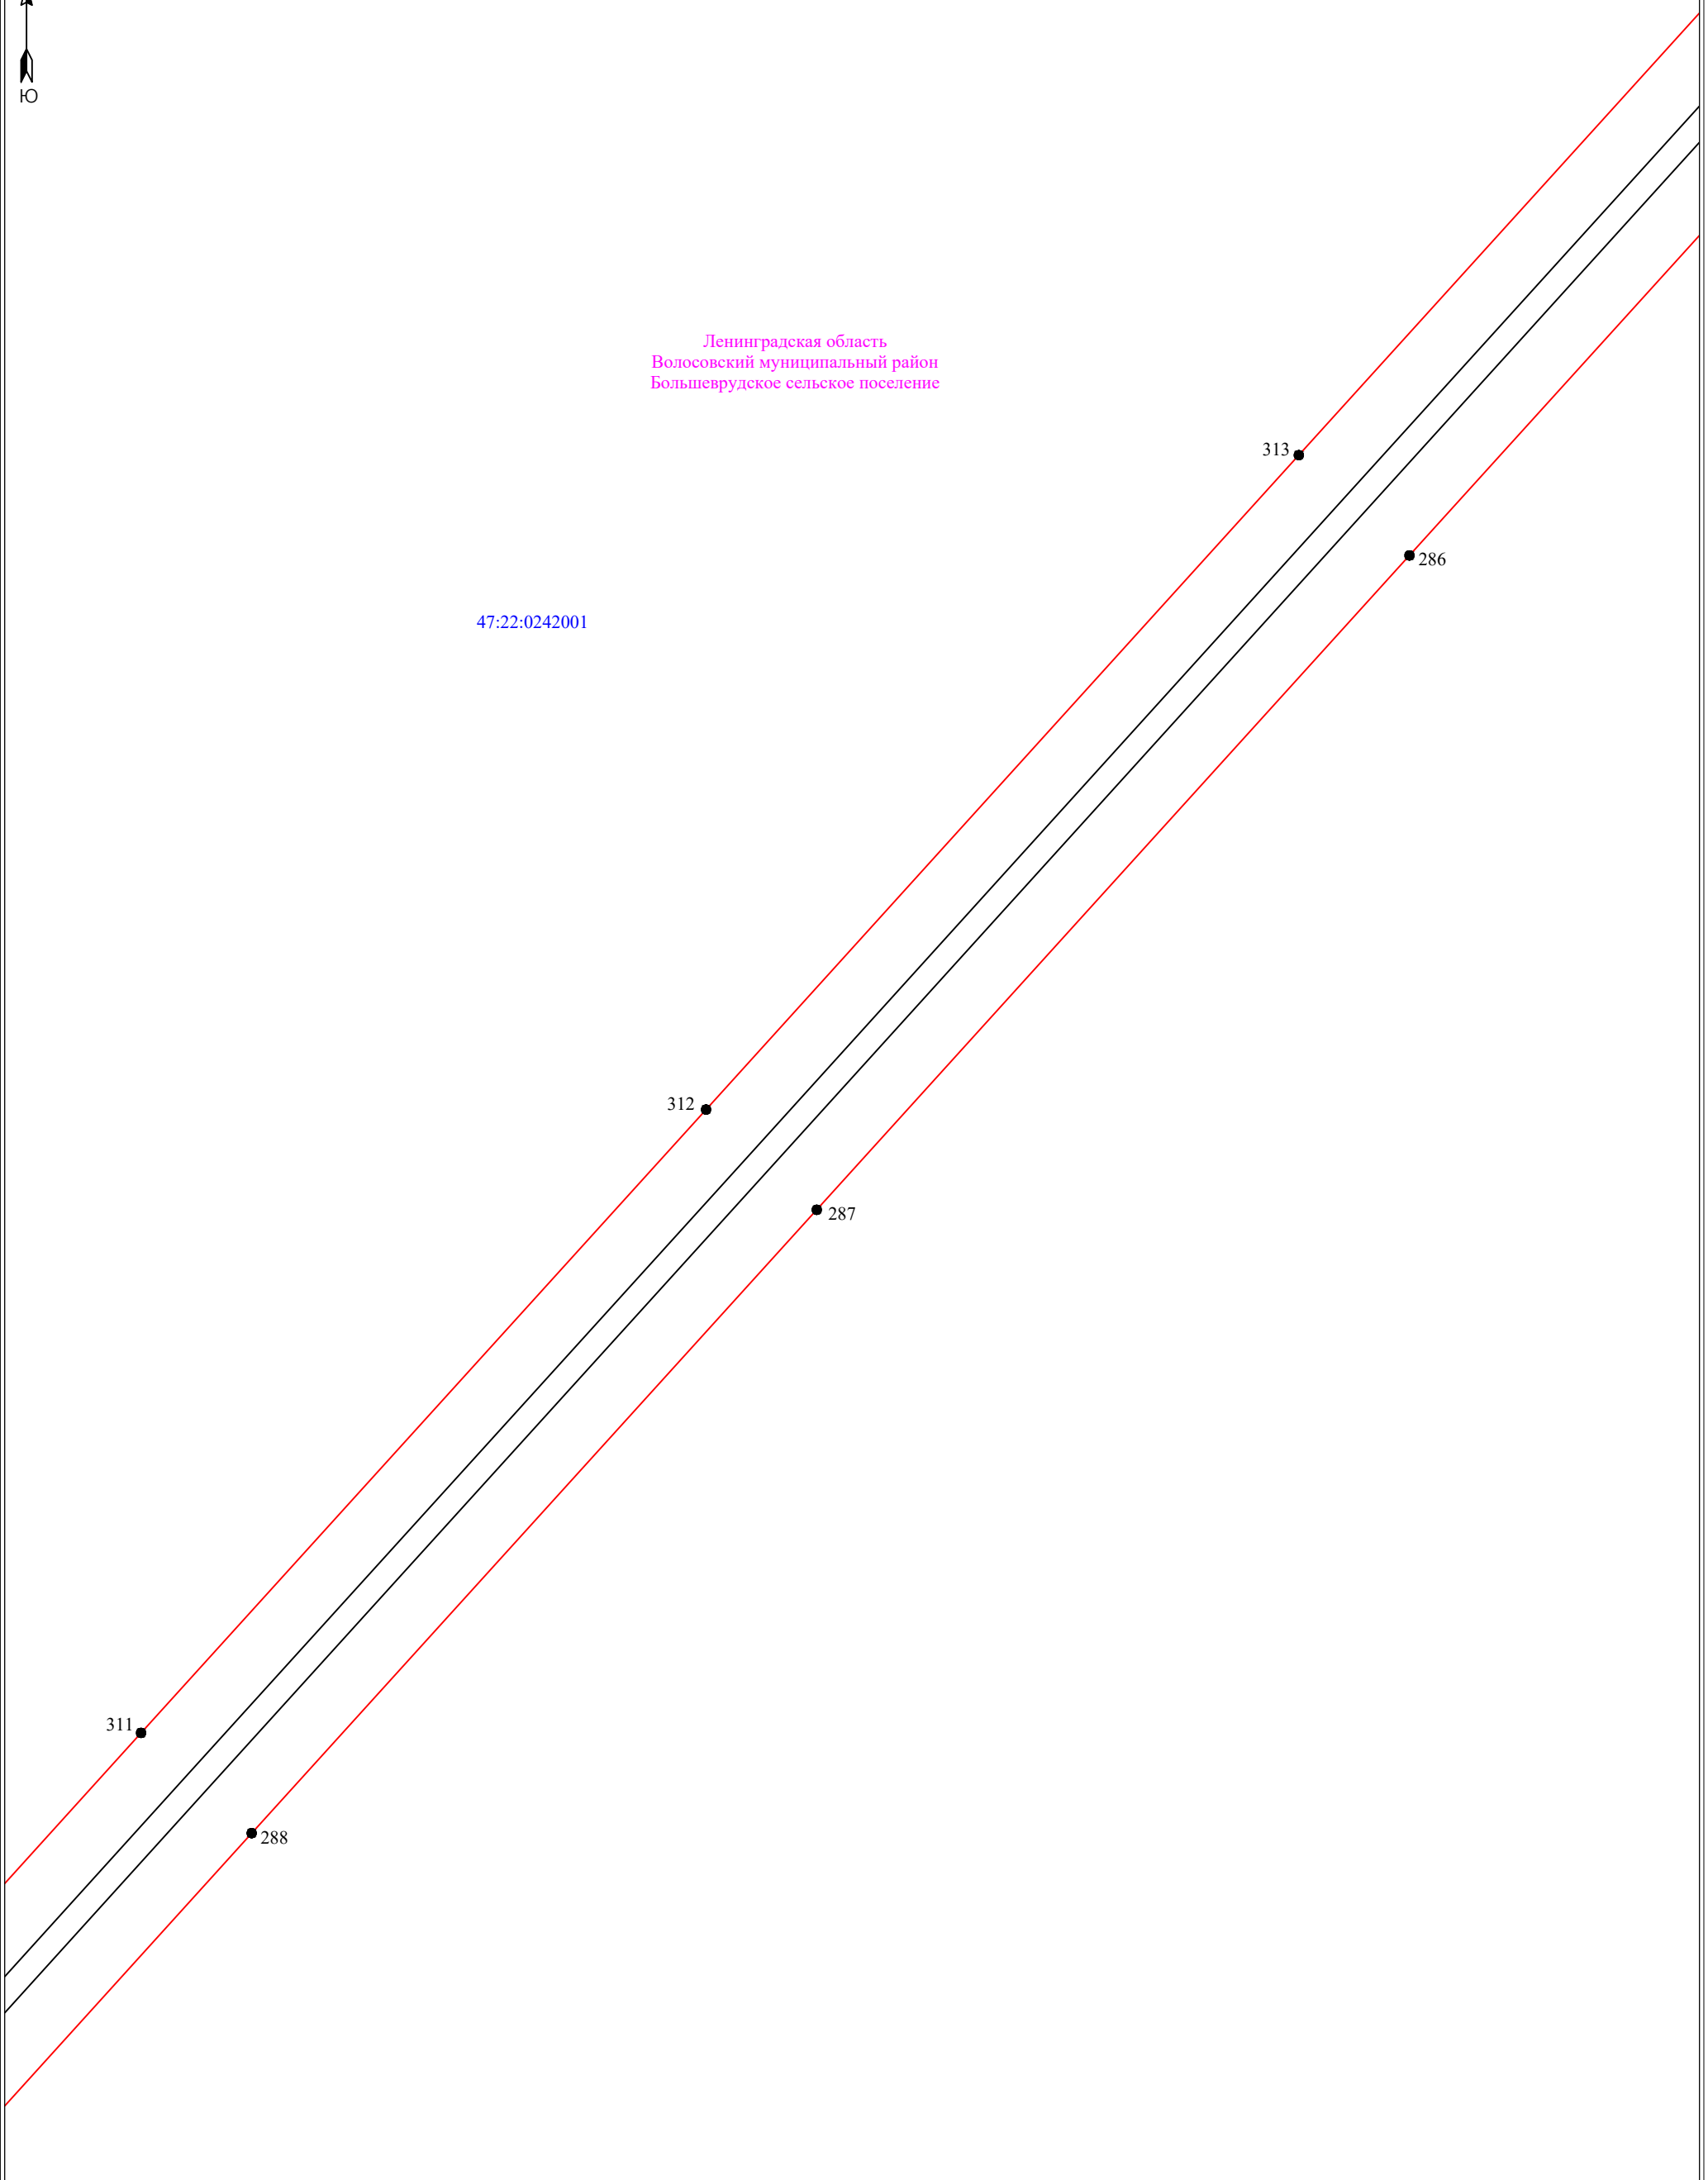 Ю
Ленинградская область
Волосовский муниципальный район
Большеврудское сельское поселение
313
286
47:22:0242001
312
287
311
288